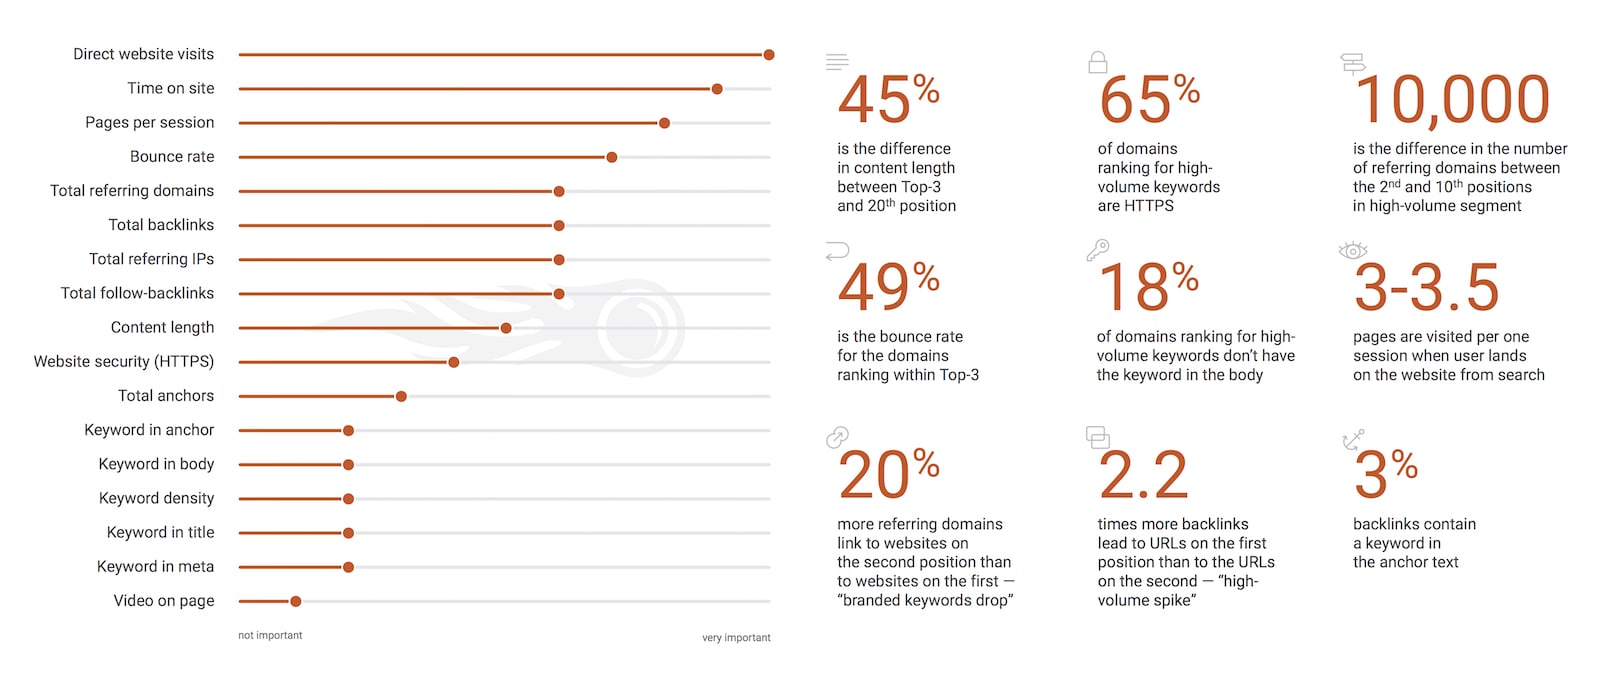 Direct website visits
Time on site
Pages per session
Bounce rate
Total referring domains
Total backlinks
Total referring IPs
Total follow-backlinks
Content length
Website security (HTTPS)
Total anchors
Keyword in anchor
Keyword in body
Keyword density
Keyword in title
Keyword in meta
Video on page
not important
very important
45%
is the difference
in content length
between Top-3
and 20th position
65%
of domains
ranking for high-
volume keywords
are HTTPS
10,000
is the difference in the number
of referring domains between
the 2nd and 10th positions
in high-volume segment
49%
is the bounce rate
for the domains
ranking within Top-3
18%
of domains ranking for high-
volume keywords don't have
the keyword in the body
3-3.5
pages are visited per one
session when user lands
on the website from search
20%
more referring domains
link to websites on
the second position than
to websites on the first —
“branded keywords drop”
2.2
times more backlinks
lead to URLs on the first
position than to the URLs
on the second — “high-
volume spike”
3%
backlinks contain
a keyword in
the anchor text